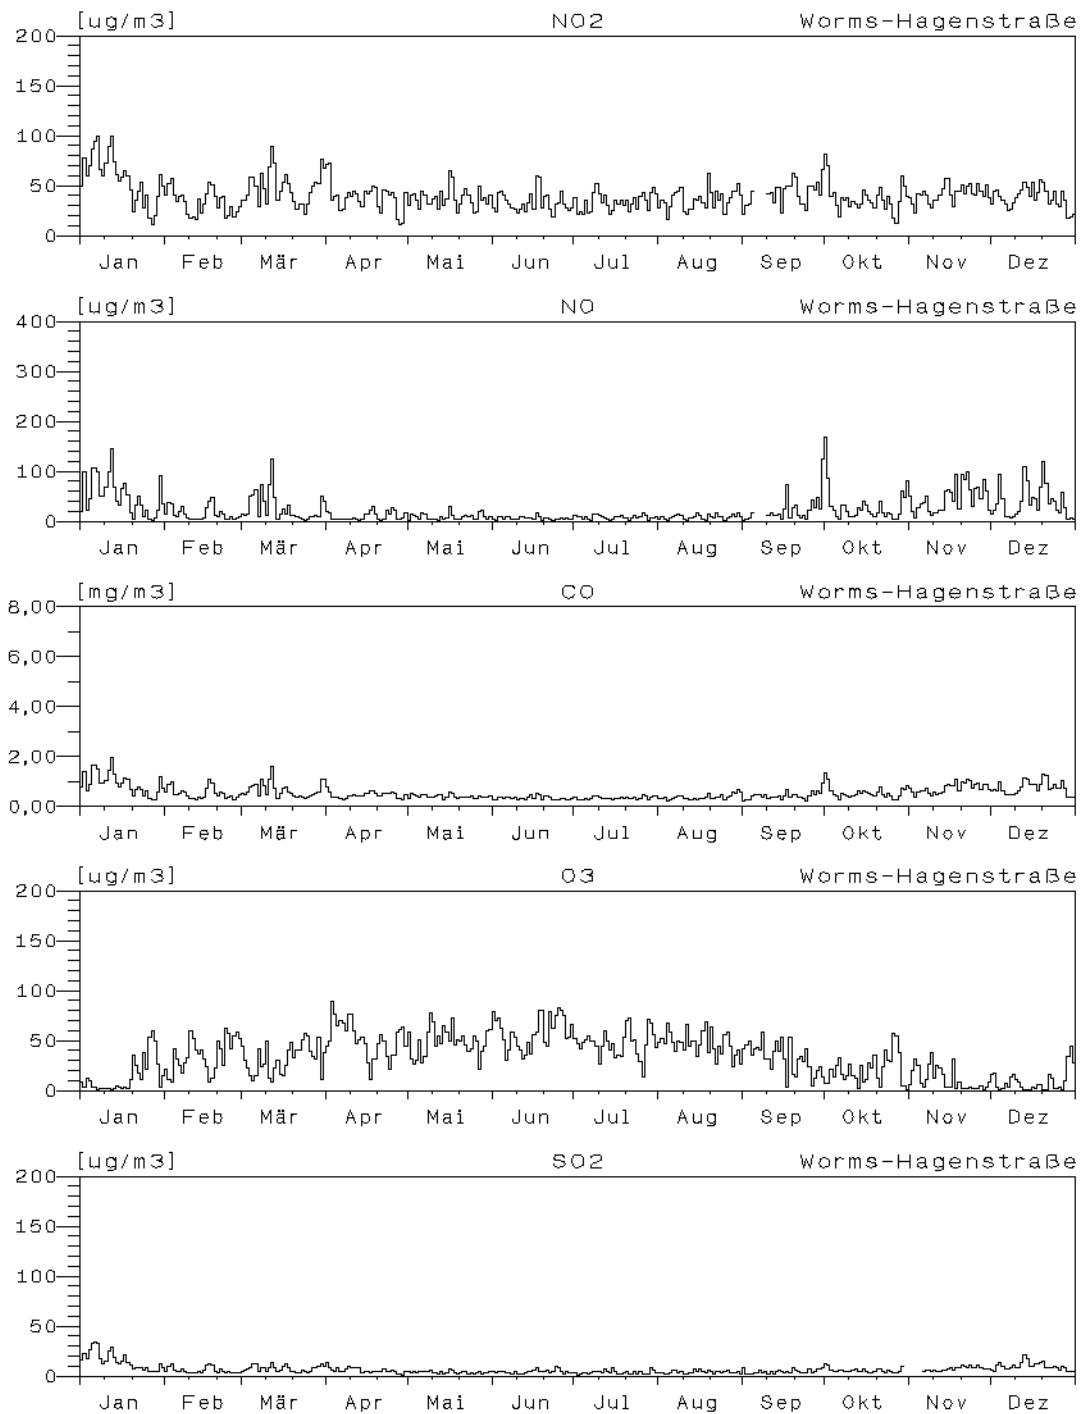 [ug/m3] NO2 Worms-Hagenstraße
200
150
100
50
0
Jan Feb Mär Apr Mai Jun Jul Aug Sep Okt Nov Dez
[ug/m3] NO Worms-Hagenstraße
400
300
200
100
0
Jan Feb Mär Apr Mai Jun Jul Aug Sep Okt Nov Dez
[mg/m3] CO Worms-Hagenstraße
8,00
6,00
4,00
2,00
0,00
Jan Feb Mär Apr Mai Jun Jul Aug Sep Okt Nov Dez
[ug/m3] O3 Worms-Hagenstraße
200
150
100
50
0
Jan Feb Mär Apr Mai Jun Jul Aug Sep Okt Nov Dez
[ug/m3] SO2 Worms-Hagenstraße
200
150
100
50
0
Jan Feb Mär Apr Mai Jun Jul Aug Sep Okt Nov Dez